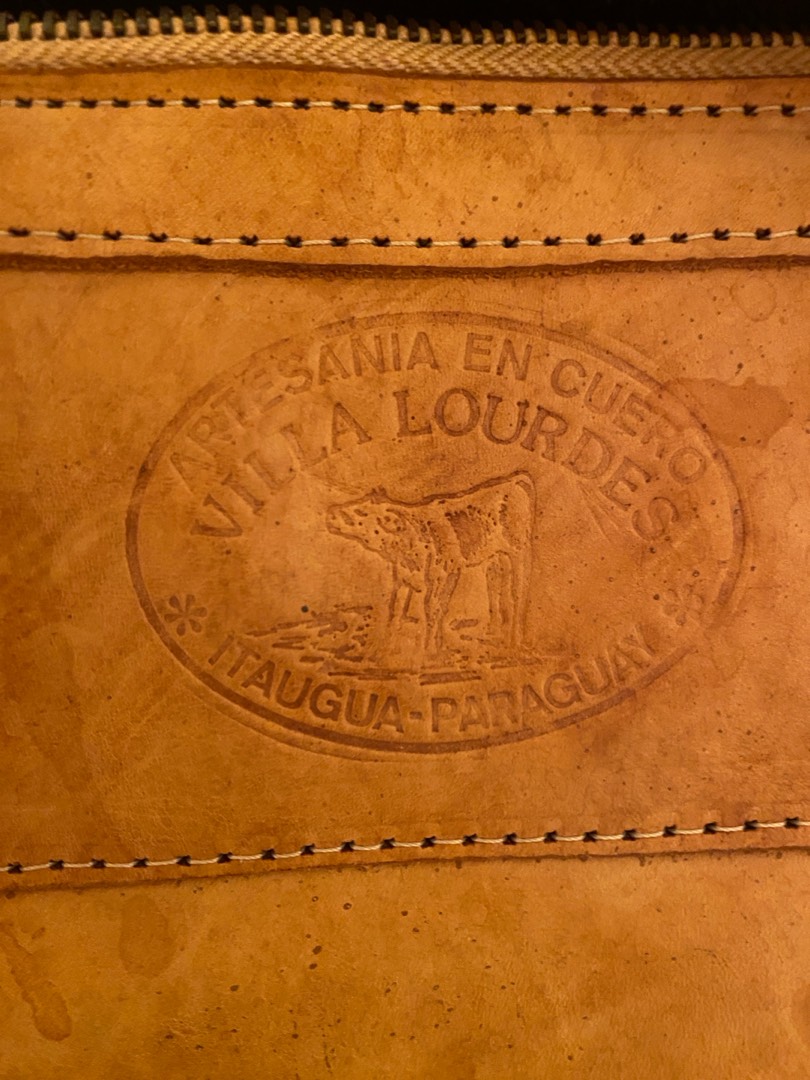 ARTESANIA EN CUERO
VILLA LOURDES
ITAUGUA-PARAGUAY